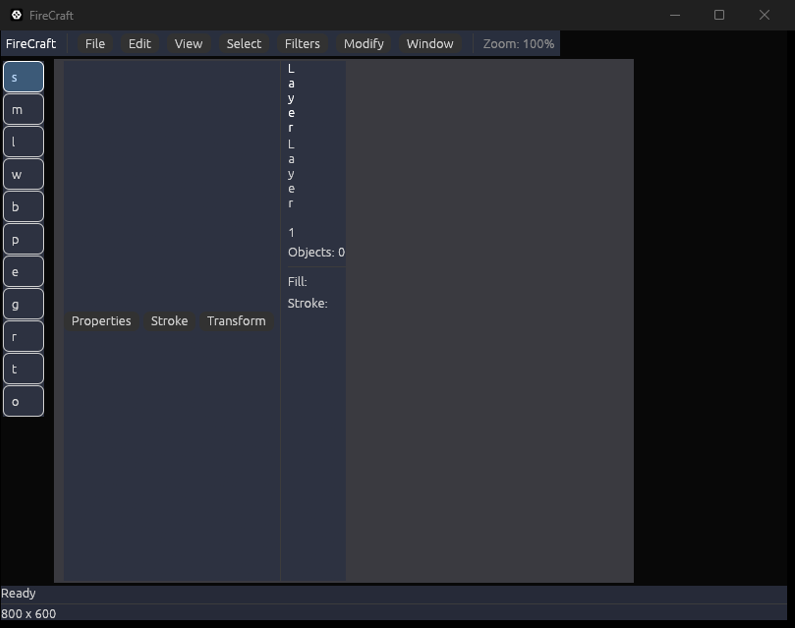 FireCraft
FireCraft File Edit View Select Filters Modify Window Zoom: 100%
s
m
l
w
b
p
e
g
r
t
o
Properties Stroke Transform
L
a
y
e
r
L
a
y
e
r
1
Objects: 0
Fill:
Stroke:
Ready
800 x 600